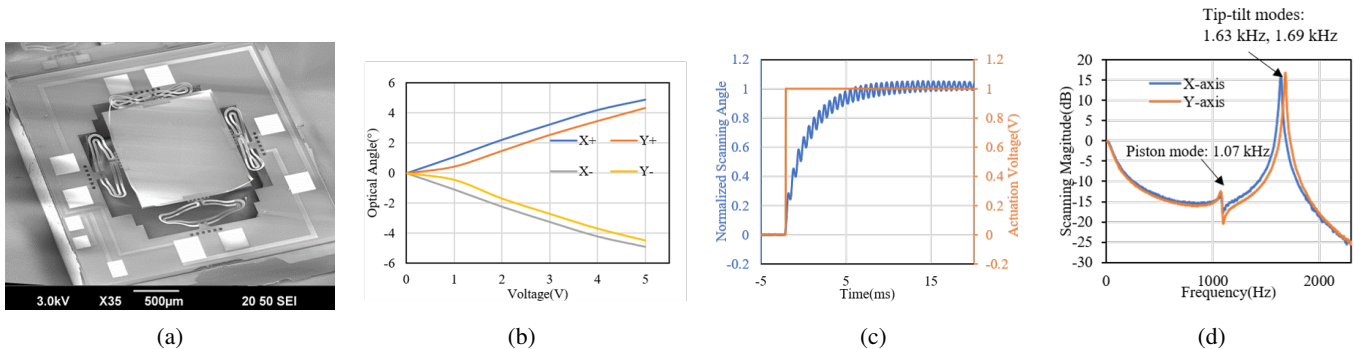 3.0kV X35 500μm 20 50 SEI
(a)
6
4
2
0
-2
-4
-6
Optical Angle(°)
X+ Y+
X- Y-
0 1 2 3 4 5
Voltage(V)
(b)
1.2
1
0.8
0.6
0.4
0.2
0
-0.2
Normalized Scanning Angle
1.2
1
0.8
0.6
0.4
0.2
0
-0.2
Actuation Voltage(V)
-5 5 15
Time(ms)
(c)
Tip-tilt modes:
1.63 kHz, 1.69 kHz
20
15
10
5
0
-5
-10
-15
-20
-25
-30
Scanning Magitude(dB)
X-axis
Y-axis
Piston mode: 1.07 kHz
0 1000 2000
Frequency(Hz)
(d)